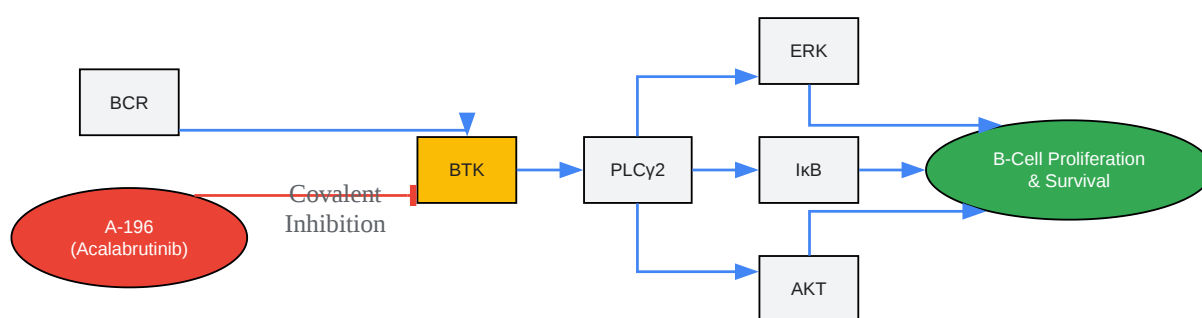 BCR
A-196
(Acalabrutinib)
Covalent
Inhibition
BTK
PLCγ2
ERK
IκB
AKT
B-Cell Proliferation
& Survival